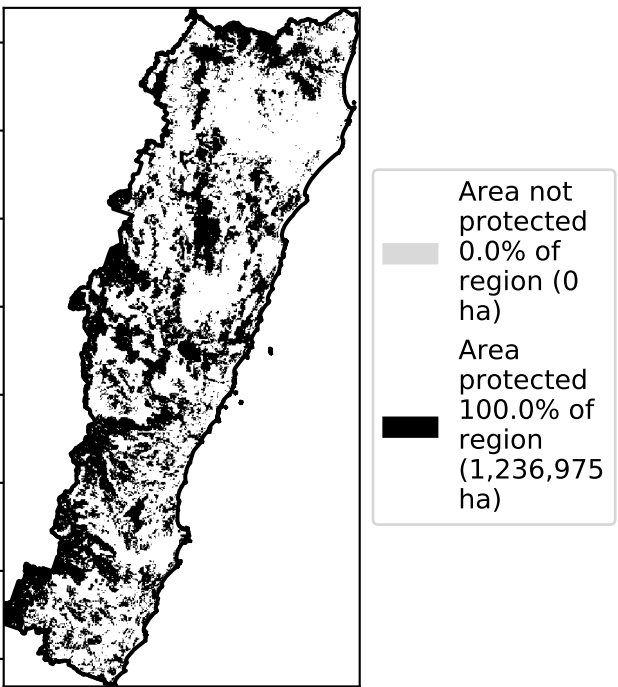 Area not
protected
0.0% of
region (0
ha)
Area
protected
100.0% of
region
(1,236,975
ha)